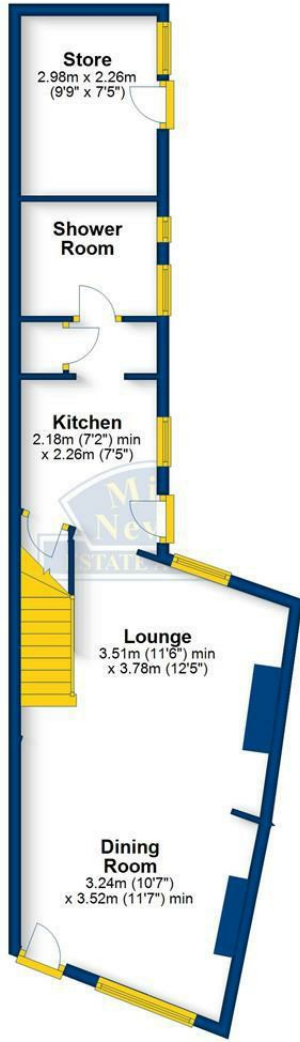 Store
2.98m x 2.26m
(9'9" x 7'5")
Shower
Room
Kitchen
2.18m (7'2") min
x 2.26m (7'5")
ESTATE
Lounge
3.51m (11'6") min
x 3.78m (12'5")
Dining
Room
3.24m (10'7")
x 3.52m (11'7") min